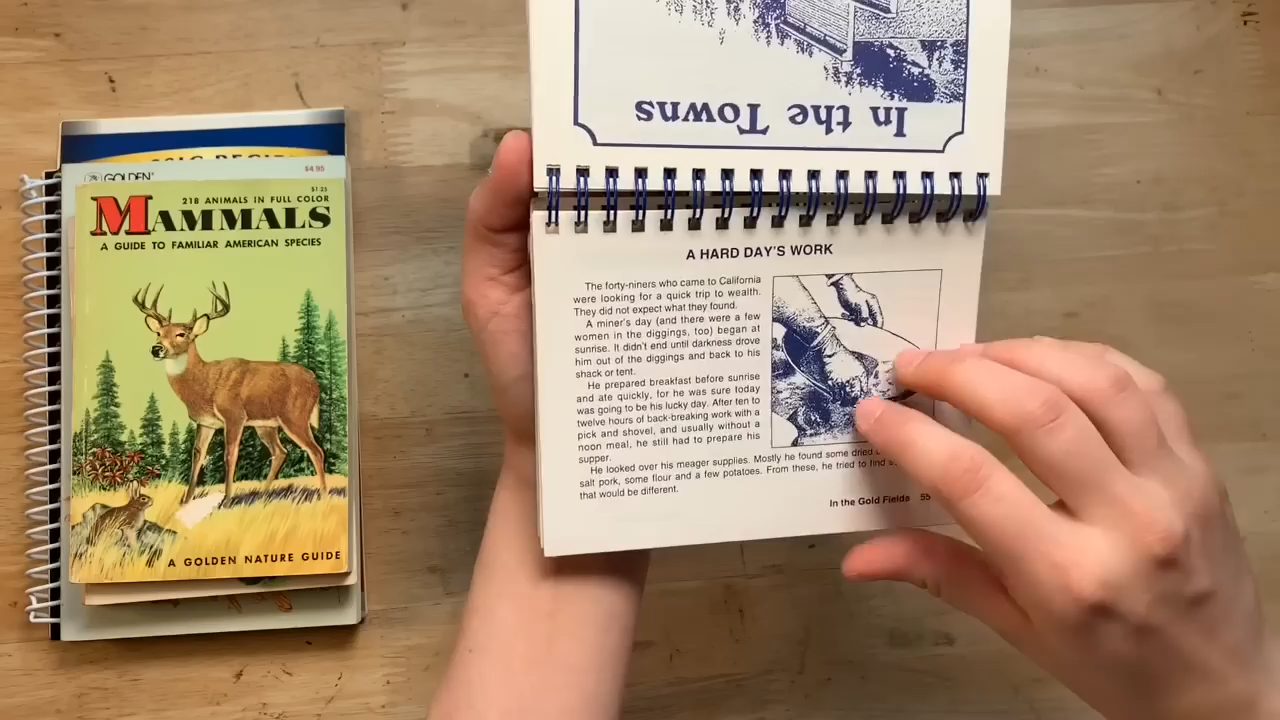 In the Towns
A HARD DAY'S WORK
The forty-niners who came to California
were looking for a quick trip to wealth.
They did not expect what they found.
A miner's day (and there were a few
women in the diggings, too) began at
sunrise. It didn't end until darkness drove
him out of the diggings and back to his
shack or tent.
He prepared breakfast before sunrise
and ate quickly, for he was sure today
was going to be his lucky day. After ten to
twelve hours of back-breaking work with a
pick and shovel, and usually without a
noon meal, he still had to prepare his
supper.
He looked over his meager supplies. Mostly he found some dried
salt pork, some flour and a few potatoes. From these, he tried to find
that would be different.
In the Gold Fields 55
GOLDEN
$4.95
$1.25
218 ANIMALS IN FULL COLOR
MAMMALS
A GUIDE TO FAMILIAR AMERICAN SPECIES
A GOLDEN NATURE GUIDE